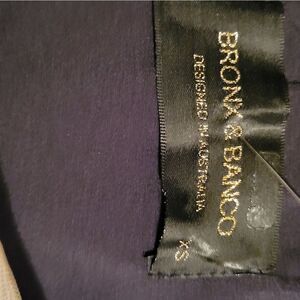 BRONX & BANCO
DESIGNED IN AUSTRALIA
XS